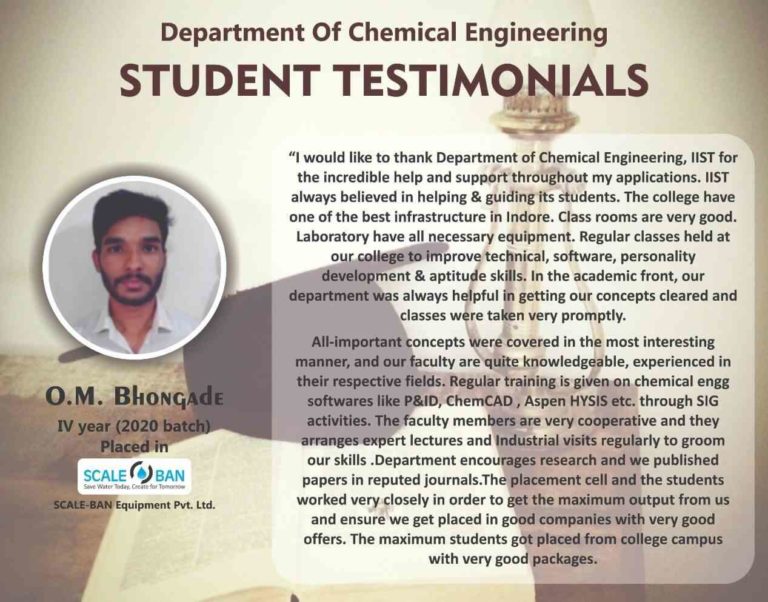 Department Of Chemical Engineering
STUDENT TESTIMONIALS
“I would like to thank Department of Chemical Engineering, IIST for
the incredible help and support throughout my applications. IIST
always believed in helping & guiding its students. The college have
one of the best infrastructure in Indore. Class rooms are very good.
Laboratory have all necessary equipment. Regular classes held at
our college to improve technical, software, personality
development & aptitude skills. In the academic front, our
department was always helpful in getting our concepts cleared and
classes were taken very promptly.
All-important concepts were covered in the most interesting
manner, and our faculty are quite knowledgeable, experienced in
their respective fields. Regular training is given on chemical engg
softwares like P&ID, ChemCAD , Aspen HYSIS etc. through SIG
activities. The faculty members are very cooperative and they
arranges expert lectures and Industrial visits regularly to groom
our skills .Department encourages research and we published
papers in reputed journals.The placement cell and the students
worked very closely in order to get the maximum output from us
and ensure we get placed in good companies with very good
offers. The maximum students got placed from college campus
with very good packages.
O.M. Bhongade
IV year (2020 batch)
Placed in
SCALE BAN
Save Water Today, Create for Tomorrow
SCALE-BAN Equipment Pvt. Ltd.